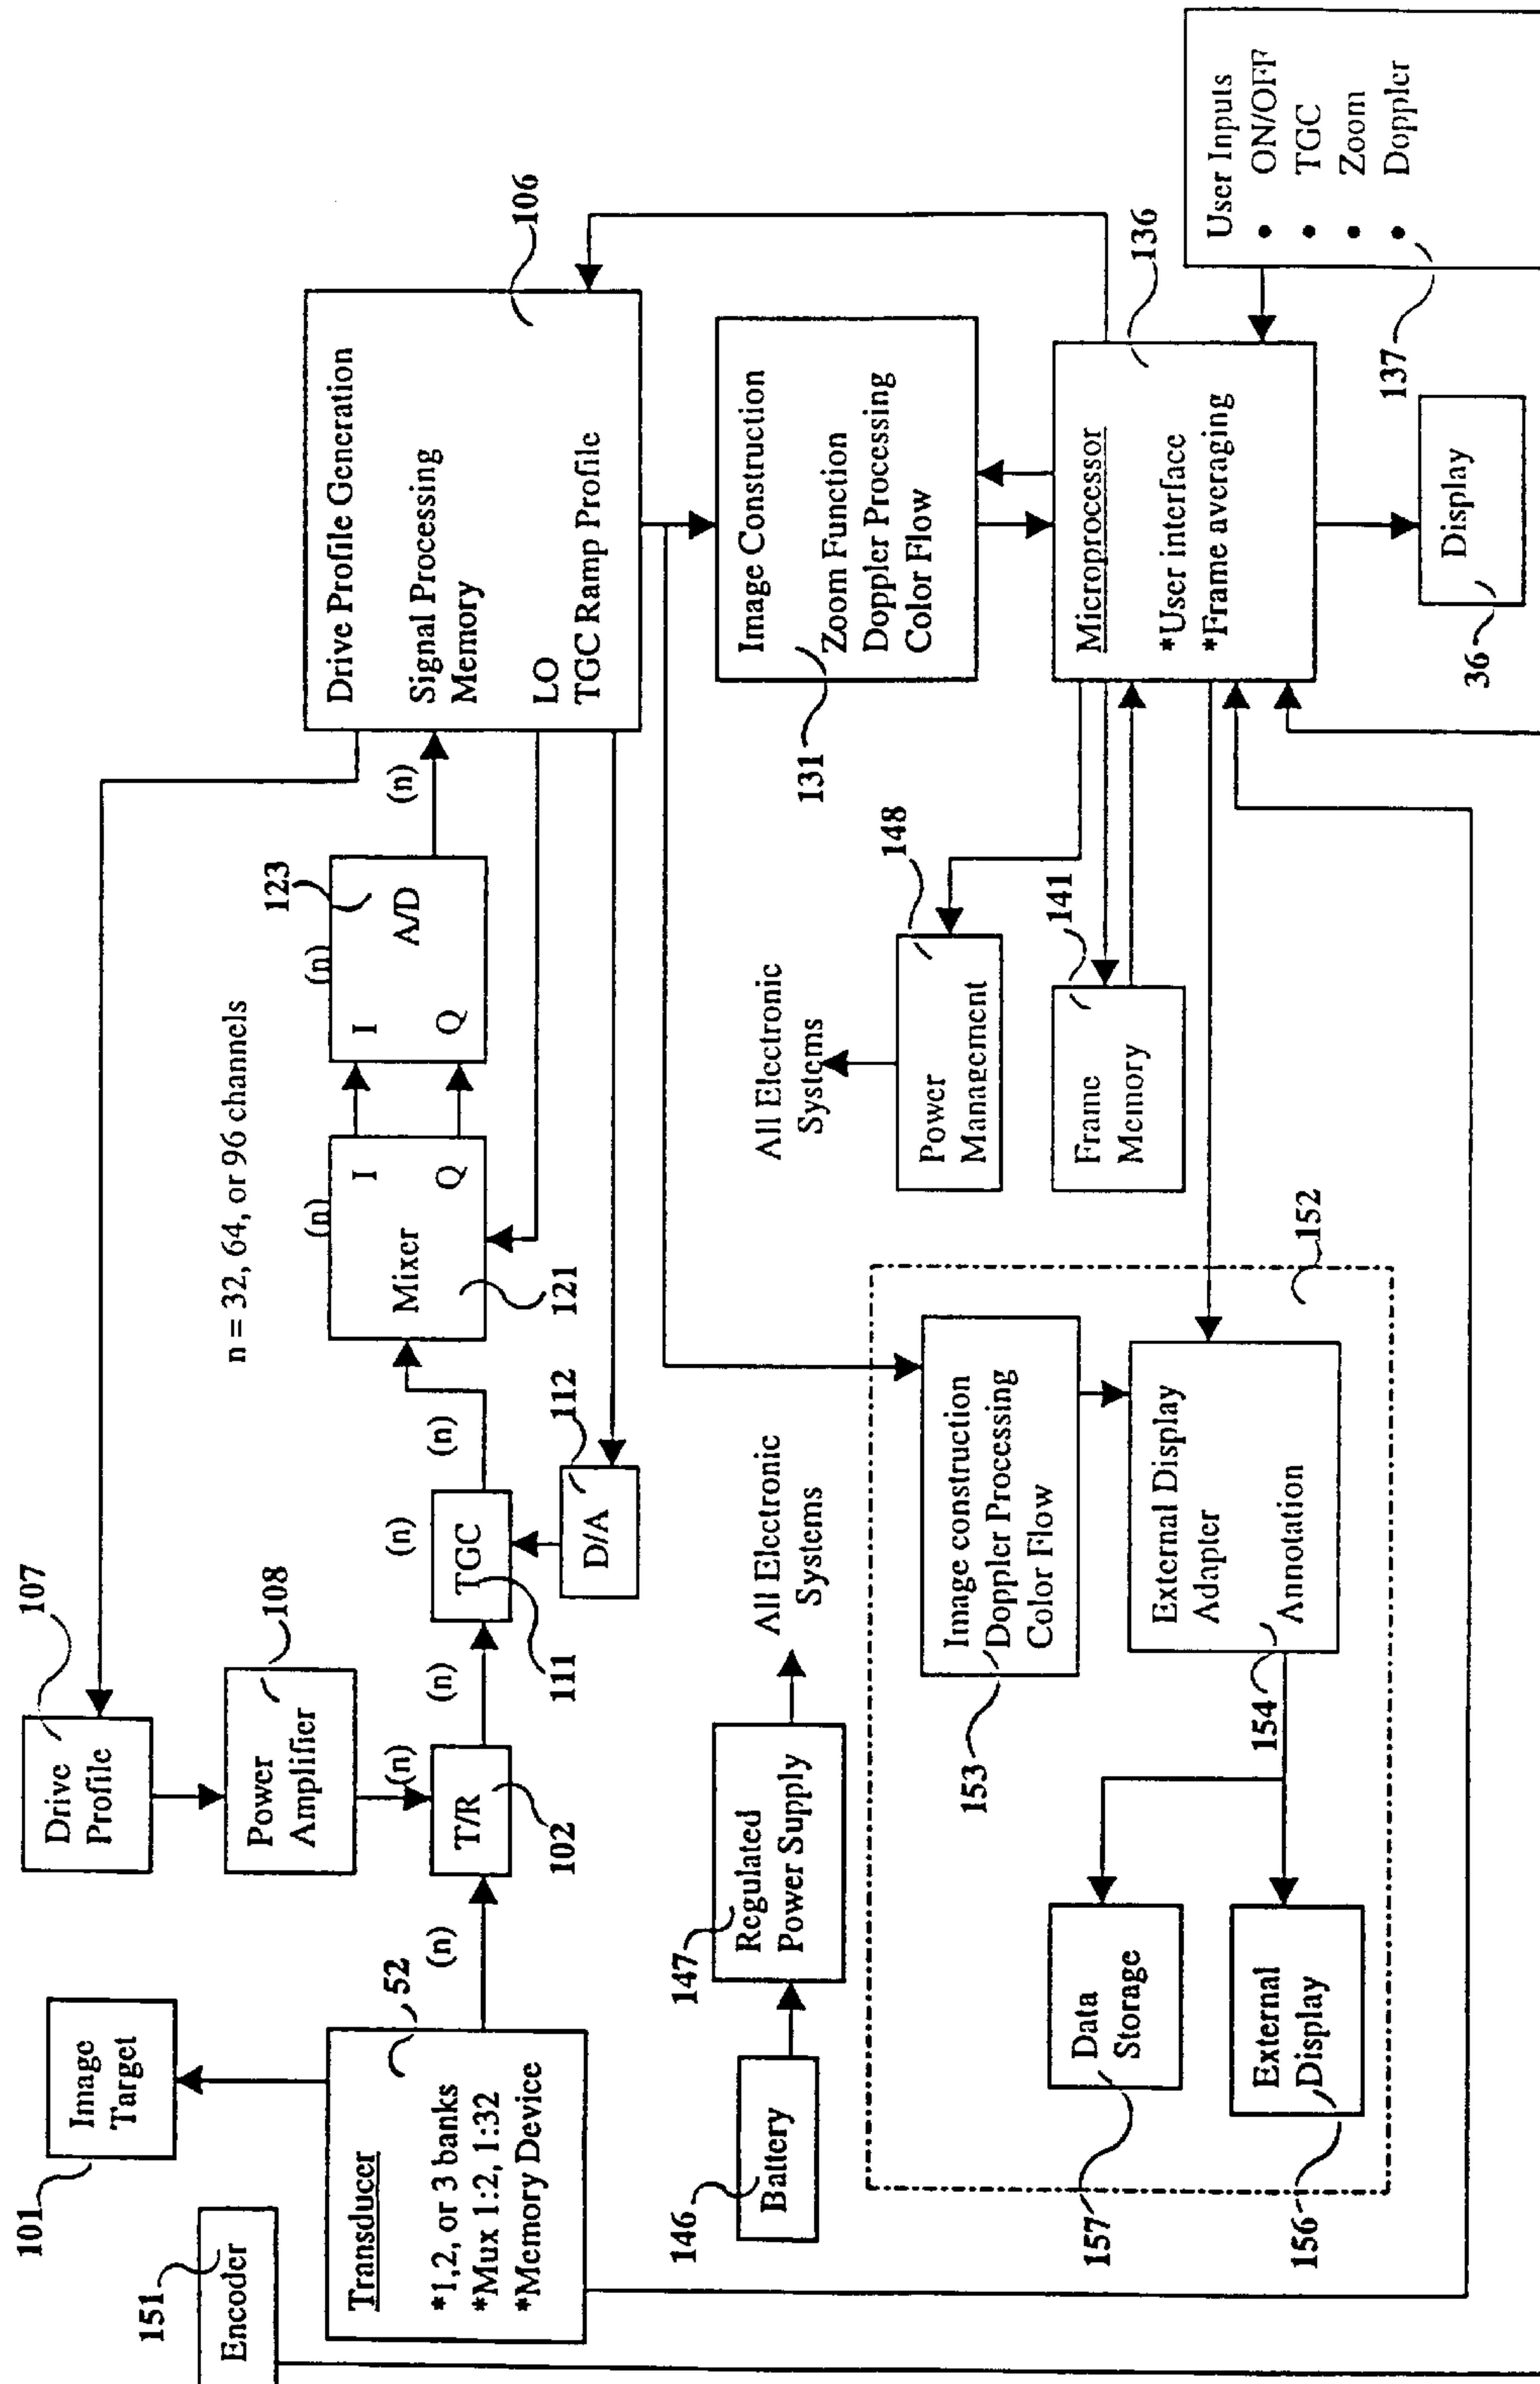 101
Image
Target
151
Encoder
52
Transducer
*1,2, or 3 banks
*Mux 1:2, 1:32
*Memory Device
(n)
107
Drive
Profile
108
Power
Amplifier
(n)
T/R
102
(n)
TGC
111
(n)
(n)
D/A
112
n = 32, 64, or 96 channels
(n)
Mixer
I
Q
121
(n)
123
I
Q
A/D
(n)
Drive Profile Generation
Signal Processing
Memory
LO
TGC Ramp Profile
106
146
Battery
147
Regulated
Power Supply
All Electronic
Systems
All Electronic
Systems
148
Power
Management
141
Frame
Memory
131
Image Construction
Zoom Function
Doppler Processing
Color Flow
136
Microprocessor
*User interface
*Frame averaging
User Inputs
• ON/OFF
• TGC
• Zoom
• Doppler
137
36
Display
152
153
Image construction
Doppler Processing
Color Flow
External Display
Adapter
Annotation
154
157
Data
Storage
156
External
Display